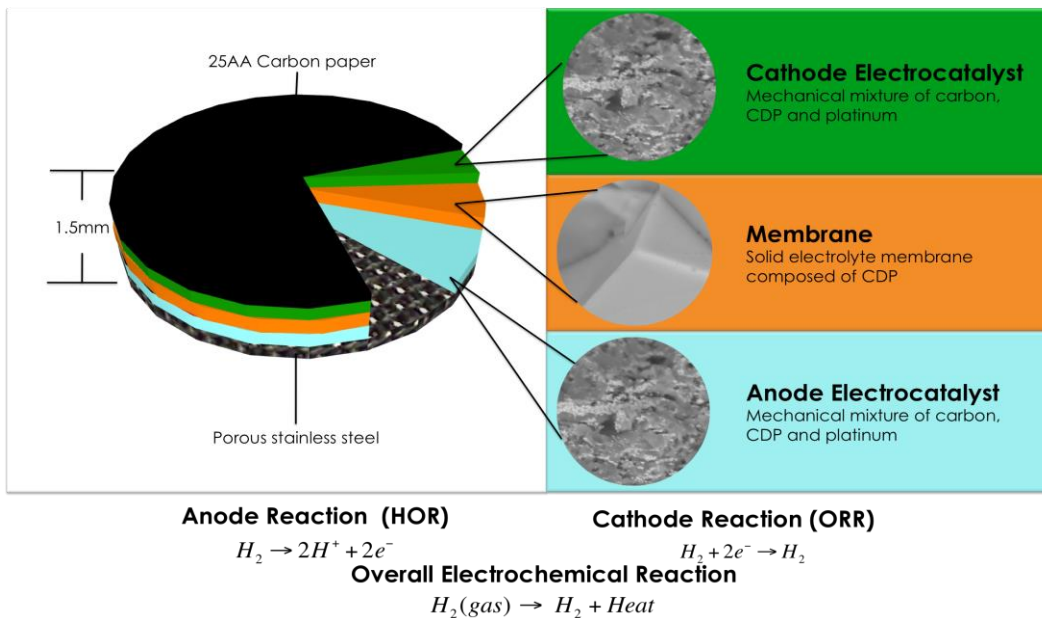 25AA Carbon paper
1.5mm
Porous stainless steel
Cathode Electrocatalyst
Mechanical mixture of carbon,
CDP and platinum
Membrane
Solid electrolyte membrane
composed of CDP
Anode Electrocatalyst
Mechanical mixture of carbon,
CDP and platinum
Anode Reaction (HOR)
H₂ → 2H⁺ + 2e⁻
Cathode Reaction (ORR)
H₂ + 2e⁻ → H₂
Overall Electrochemical Reaction
H₂(gas) → H₂ + Heat